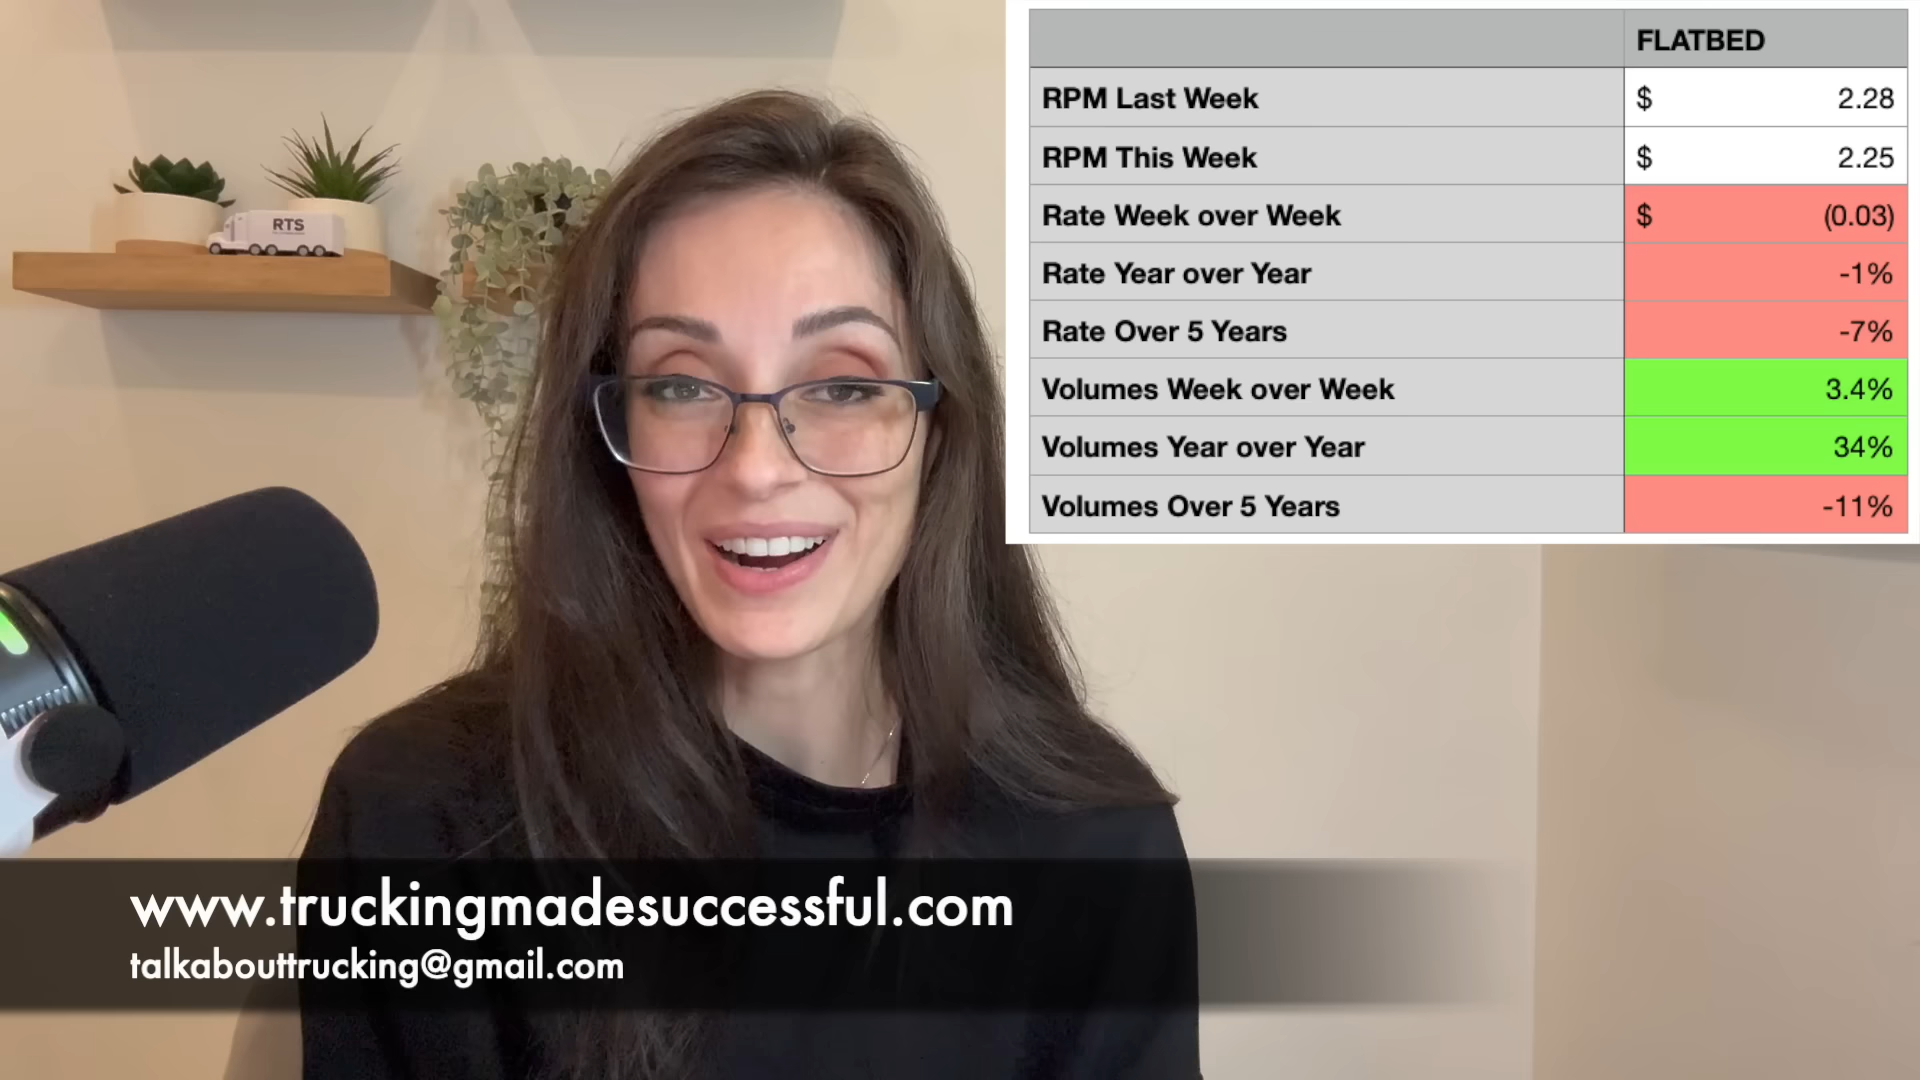 FLATBED
RPM Last Week $ 2.28
RPM This Week $ 2.25
Rate Week over Week $ (0.03)
Rate Year over Year -1%
Rate Over 5 Years -7%
Volumes Week over Week 3.4%
Volumes Year over Year 34%
Volumes Over 5 Years -11%
RTS
www.truckingmadesuccessful.com
talkabouttrucking@gmail.com